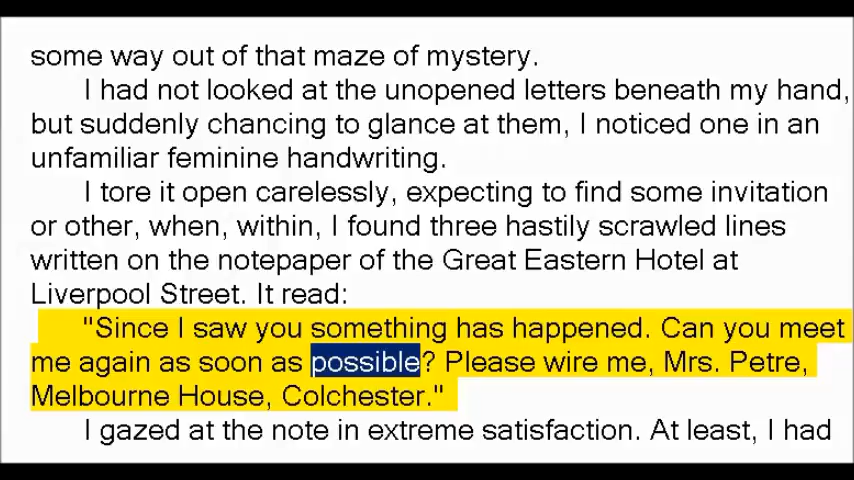 some way out of that maze of mystery.
I had not looked at the unopened letters beneath my hand,
but suddenly chancing to glance at them, I noticed one in an
unfamiliar feminine handwriting.
I tore it open carelessly, expecting to find some invitation
or other, when, within, I found three hastily scrawled lines
written on the notepaper of the Great Eastern Hotel at
Liverpool Street. It read:
"Since I saw you something has happened. Can you meet
me again as soon as possible? Please wire me, Mrs. Petre,
Melbourne House, Colchester."
I gazed at the note in extreme satisfaction. At least, I had